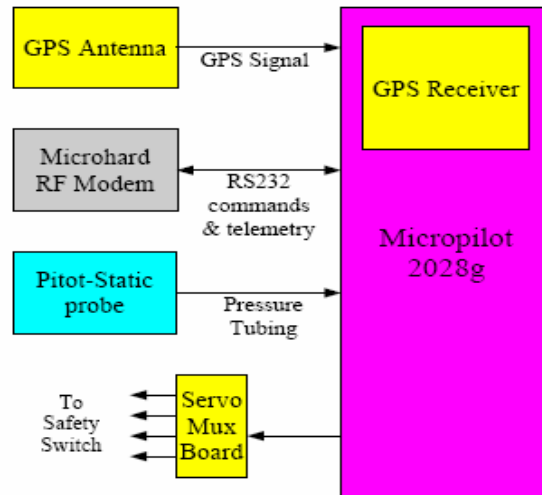 GPS Antenna
GPS Signal
GPS Receiver
Microhard
RF Modem
RS232
commands
& telemetry
Micropilot
2028g
Pitot-Static
probe
Pressure
Tubing
To
Safety
Switch
Servo
Mux
Board